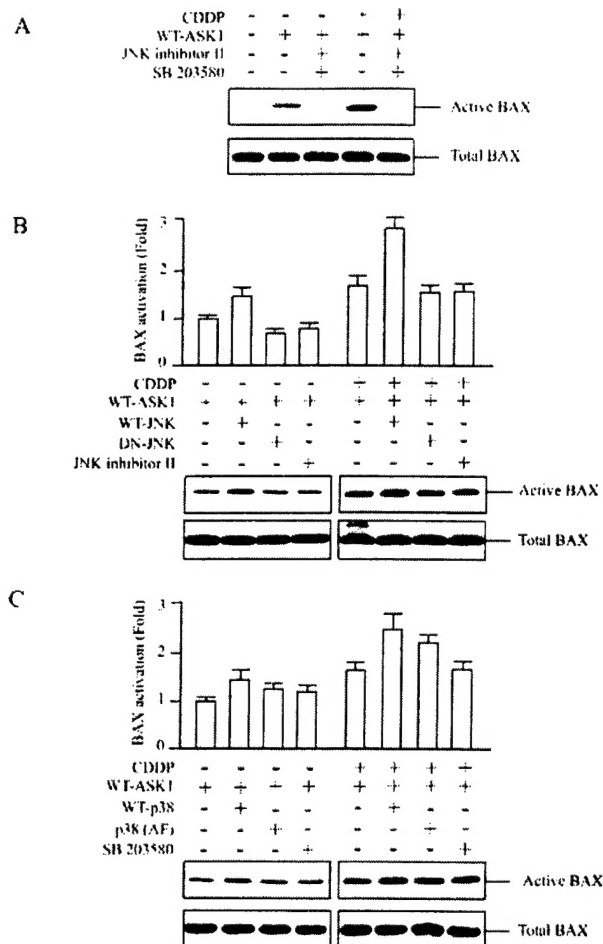 A
CDDP - - - - +
WT-ASK1 - + + - +
JNK inhibitor II - - + - +
SB 203580 - - + - +
Active BAX
Total BAX
B
BAX activation (Fold)
3
2
1
0
CDDP - - - - + + + +
WT-ASK1 + + + + + + + +
WT-JNK - + - - - + - -
DN-JNK - - + - - - + -
JNK inhibitor II - - - + - - - +
Active BAX
Total BAX
C
BAX activation (Fold)
3
2
1
0
CDDP - - - - + + + +
WT-ASK1 + + + + + + + +
WT-p38 - + - - - + - -
p38 (AF) - - + - - - + -
SB 203580 - - - + - - - +
Active BAX
Total BAX